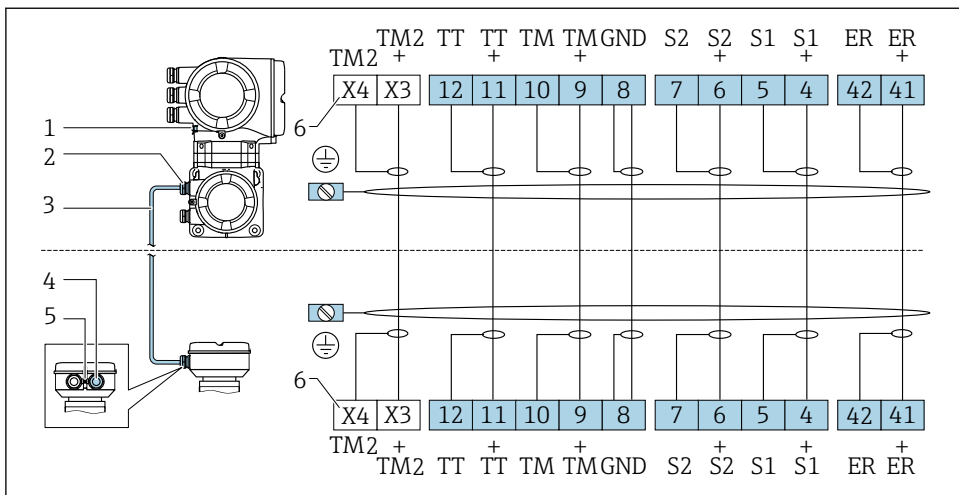 TM2 TT TT TM TM GND S2 S2 S1 S1 ER ER
TM2 + + + + + +
X4 X3 12 11 10 9 8 7 6 5 4 42 41
1
6
2
3
4
5
6
X4 X3 12 11 10 9 8 7 6 5 4 42 41
TM2 + + + + + +
TM2 TT TT TM TM GND S2 S2 S1 S1 ER ER